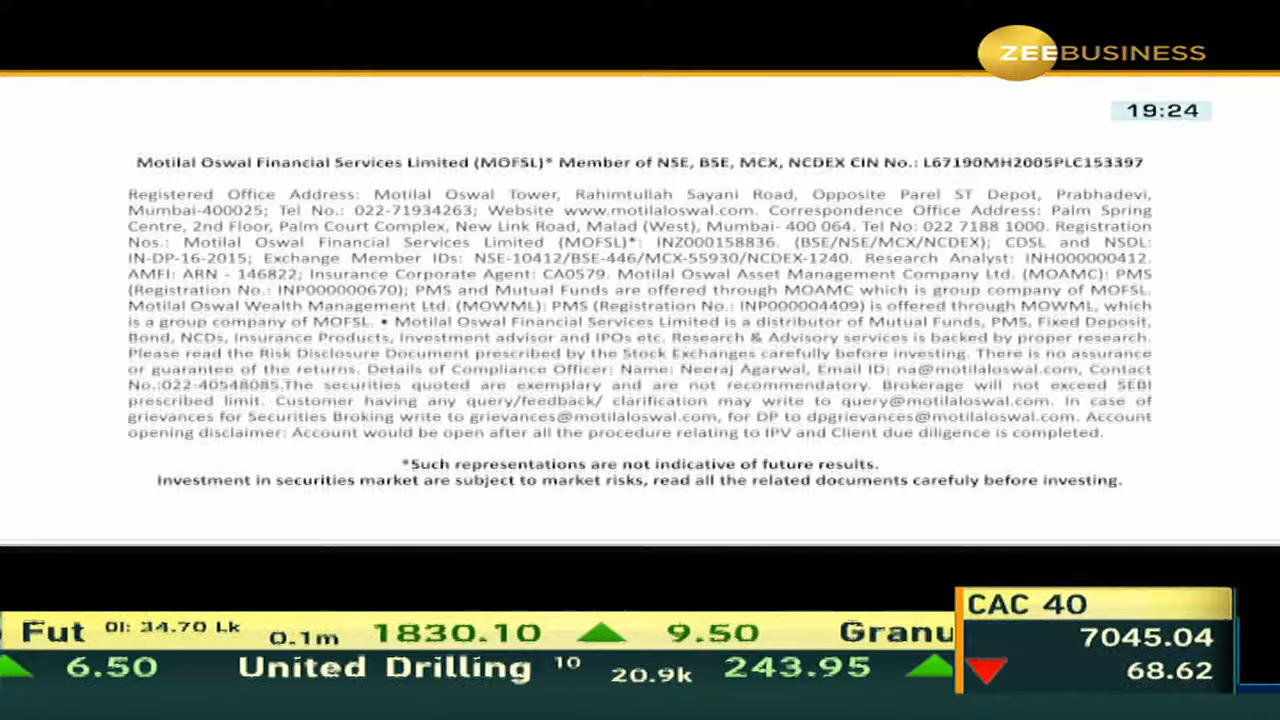 ZEEBUSINESS
19:24
Motilal Oswal Financial Services Limited (MOFSL)* Member of NSE, BSE, MCX, NCDEX CIN No.: L67190MH2005PLC153397
Registered Office Address: Motilal Oswal Tower, Rahimtullah Sayani Road, Opposite Parel ST Depot, Prabhadevi,
Mumbai-400025; Tel No.: 022-71934263; Website www.motilaloswal.com. Correspondence Office Address: Palm Spring
Centre, 2nd Floor, Palm Court Complex, New Link Road, Malad (West), Mumbai- 400 064. Tel No: 022 7188 1000. Registration
Nos.: Motilal Oswal Financial Services Limited (MOFSL)*: INZ000158836. (BSE/NSE/MCX/NCDEX); CDSL and NSDL:
IN-DP-16-2015; Exchange Member IDs: NSE-10412/BSE-446/MCX-55930/NCDEX-1240. Research Analyst: INH000000412.
AMFI: ARN - 146822; Insurance Corporate Agent: CA0579. Motilal Oswal Asset Management Company Ltd. (MOAMC): PMS
(Registration No.: INP000000670); PMS and Mutual Funds are offered through MOAMC which is group company of MOFSL.
Motilal Oswal Wealth Management Ltd. (MOWML): PMS (Registration No.: INP000004409) is offered through MOWML, which
is a group company of MOFSL. • Motilal Oswal Financial Services Limited is a distributor of Mutual Funds, PMS, Fixed Deposit,
Bond, NCDs, Insurance Products, Investment advisor and IPOs etc. Research & Advisory services is backed by proper research.
Please read the Risk Disclosure Document prescribed by the Stock Exchanges carefully before investing. There is no assurance
or guarantee of the returns. Details of Compliance Officer: Name: Neeraj Agarwal, Email ID: na@motilaloswal.com, Contact
No.:022-40548085.The securities quoted are exemplary and are not recommendatory. Brokerage will not exceed SEBI
prescribed limit. Customer having any query/feedback/ clarification may write to query@motilaloswal.com. In case of
grievances for Securities Broking write to grievances@motilaloswal.com, for DP to dpgrievances@motilaloswal.com. Account
opening disclaimer: Account would be open after all the procedure relating to IPV and Client due diligence is completed.
*Such representations are not indicative of future results.
Investment in securities market are subject to market risks, read all the related documents carefuly before investing.
Fut OI: 34.70 Lk 0.1m 1830.10 9.50 Granu
6.50 United Drilling 10 20.9k 243.95
CAC 40
7045.04
68.62